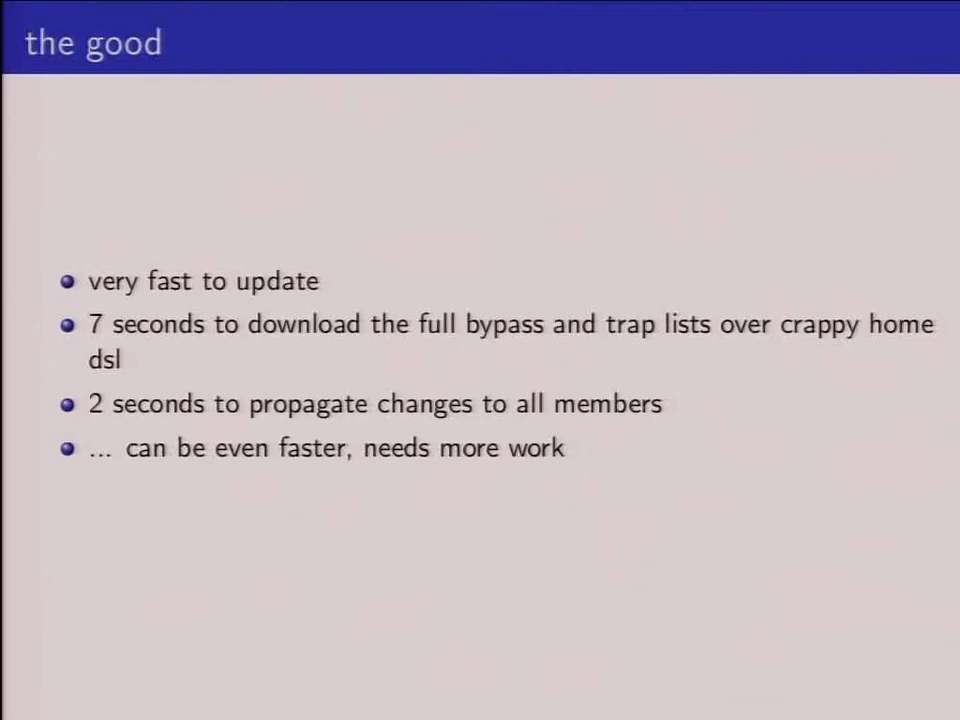 the good
very fast to update
7 seconds to download the full bypass and trap lists over crappy home
dsl
2 seconds to propagate changes to all members
... can be even faster, needs more work